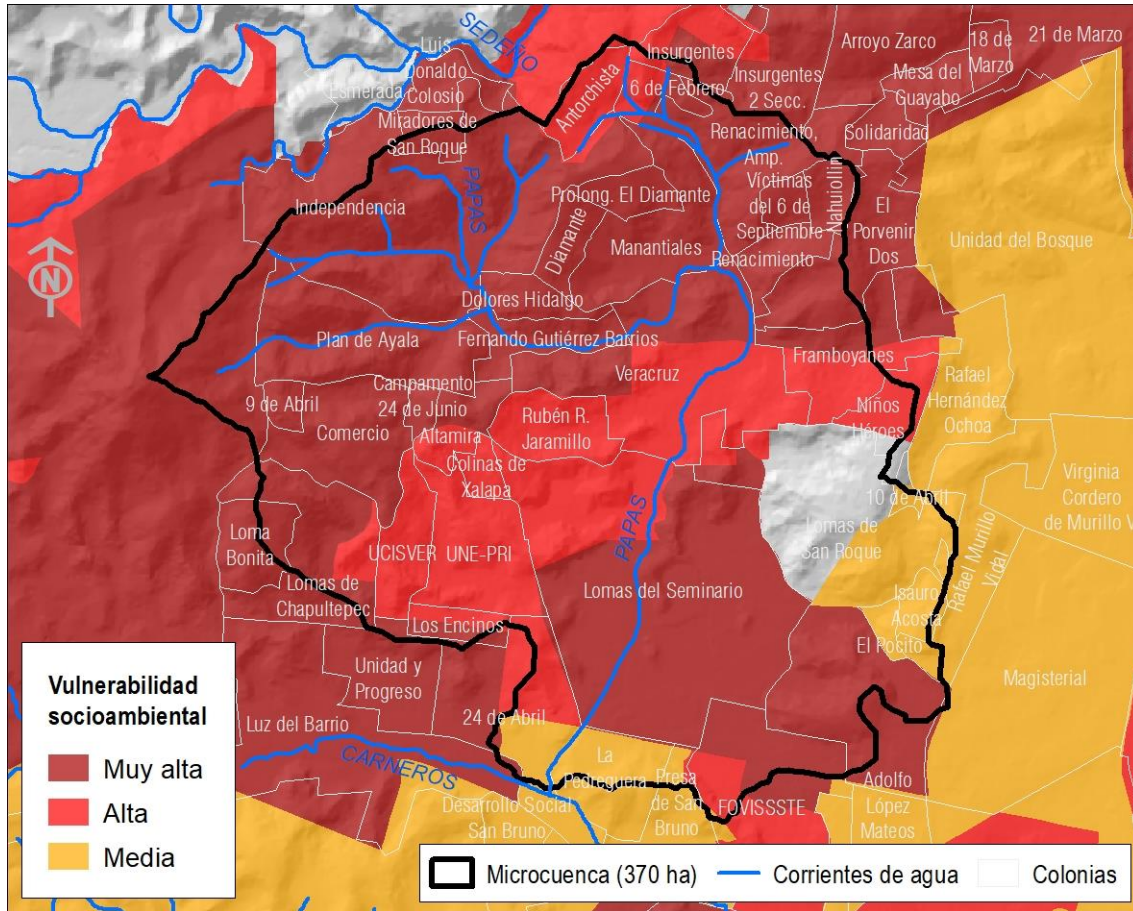 SEDEÑO
Luis
Donaldo
Colosio
Esmeralda
Miradores de
San Roque
Antorchista
Insurgentes
6 de Febrero
Insurgentes
2 Secc.
Arroyo Zarco
18 de
Marzo
21 de Marzo
Mesa del
Guayabo
Solidaridad
Renacimiento,
Amp.
Víctimas
del 6 de
Septiembre
Nahuiollin
El
Porvenir
Dos
Unidad del Bosque
Independencia
PAPAS
Prolong. El Diamante
Diamante
Manantiales
Renacimiento
N
Dolores Hidalgo
Plan de Ayala
Fernando Gutiérrez Barrios
Veracruz
Framboyanes
Rafael
Hernández
Ochoa
Campamento
24 de Junio
9 de Abril
Comercio
Altamira
Rubén R.
Jaramillo
Niños
Héroes
Colinas de
Xalapa
Virginia
Cordero
de Murillo V
10 de Abril
PAPAS
Lomas de
San Roque
Loma
Bonita
UCISVER
UNE-PRI
Lomas de
Chapultepec
Lomas del Seminario
Isauro
Acosta
Rafael Murillo
Vidal
El Pocito
Los Encinos
Unidad y
Progreso
Magisterial
24 de Abril
Luz del Barrio
CARNEROS
La
Pedreguera
Presa
de San
Bruno
Desarrollo Social
San Bruno
FOVISSSTE
Adolfo
López
Mateos
Vulnerabilidad
socioambiental
Muy alta
Alta
Media
Microcuenca (370 ha)
Corrientes de agua
Colonias